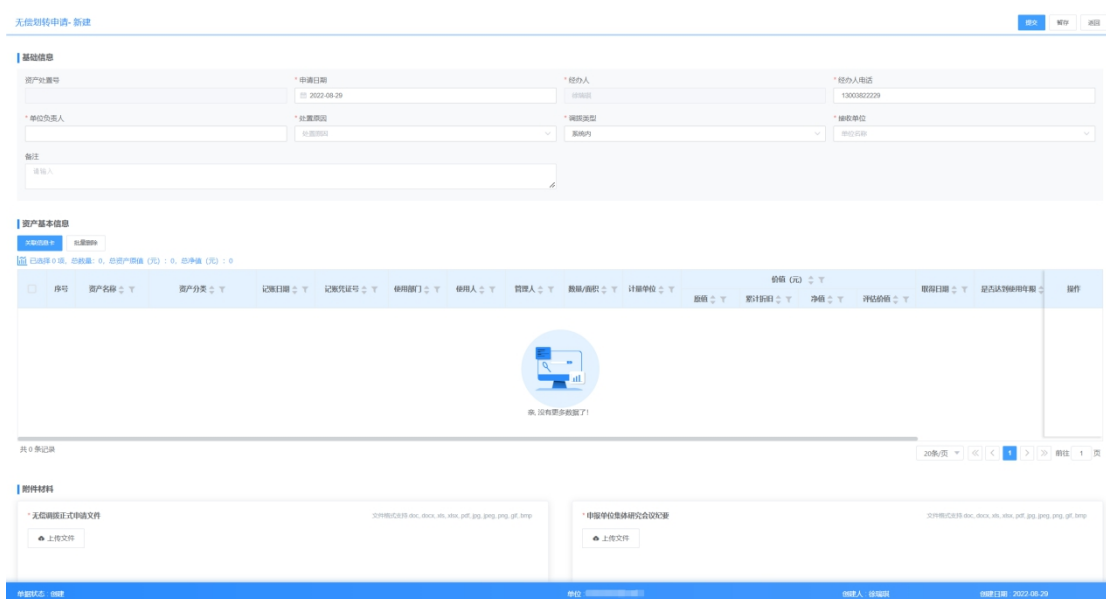 无偿划转申请- 新建
提交 暂存 返回
基础信息
资产处置号 * 申请日期 * 经办人 * 经办人电话
2022-08-29 徐瑞琪 13003822229
* 单位负责人 * 处置原因 * 调拨类型 * 接收单位
处置原因 系统内 单位名称
备注
请输入
资产基本信息
关联信息卡 批量删除
已选择 0 项，总数量：0，总资产原值（元）：0，总净值（元）：0
序号 资产名称 资产分类 记账日期 记账凭证号 使用部门 使用人 管理人 数量/面积 计量单位 价值（元） 取得日期 是否达到使用年限 操作
原值 累计折旧 净值 评估价值
亲, 没有更多数据了!
共 0 条记录
20条/页 1 前往 1 页
附件材料
* 无偿调拨正式申请文件 文件格式支持.doc, docx, xls, xlsx, pdf, jpg, jpeg, png, gif, bmp
上传文件
* 申报单位集体研究会议纪要 文件格式支持.doc, docx, xls, xlsx, pdf, jpg, jpeg, png, gif, bmp
上传文件
单据状态：创建 单位： 创建人：徐瑞琪 创建日期：2022-08-29